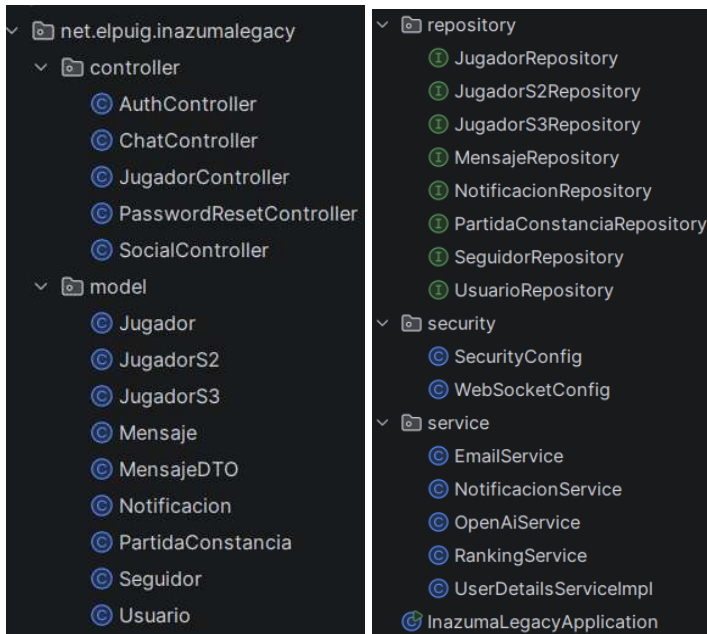 net.elpuig.inazumalegacy
controller
AuthController
ChatController
JugadorController
PasswordResetController
SocialController
model
Jugador
JugadorS2
JugadorS3
Mensaje
MensajeDTO
Notificacion
PartidaConstancia
Seguidor
Usuario
repository
JugadorRepository
JugadorS2Repository
JugadorS3Repository
MensajeRepository
NotificacionRepository
PartidaConstanciaRepository
SeguidorRepository
UsuarioRepository
security
SecurityConfig
WebSocketConfig
service
EmailService
NotificacionService
OpenAiService
RankingService
UserDetailsServiceImpl
InazumaLegacyApplication